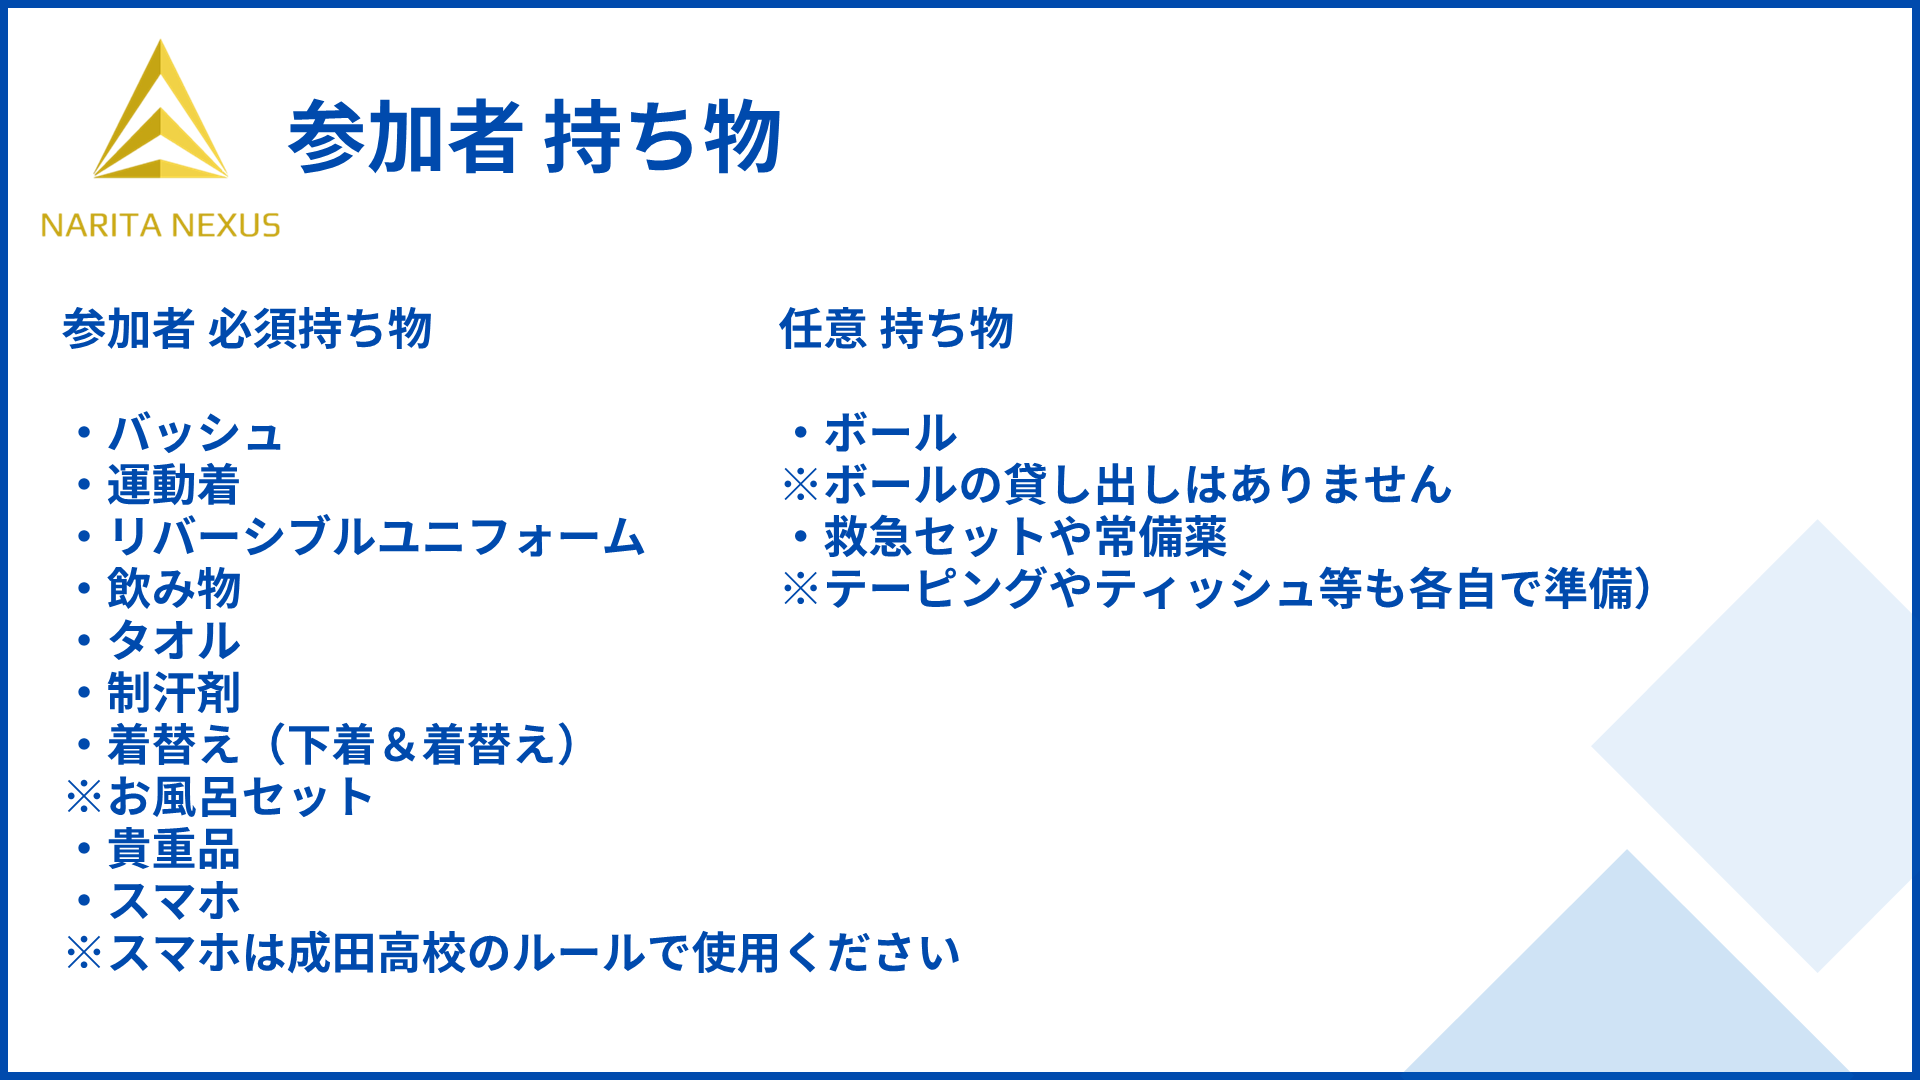 参加者 持ち物
NARITA NEXUS
参加者 必須持ち物
・バッシュ
・運動着
・リバーシブルユニフォーム
・飲み物
・タオル
・制汗剤
・着替え（下着＆着替え）
※お風呂セット
・貴重品
・スマホ
※スマホは成田高校のルールで使用ください
任意 持ち物
・ボール
※ボールの貸し出しはありません
・救急セットや常備薬
※テーピングやティッシュ等も各自で準備）